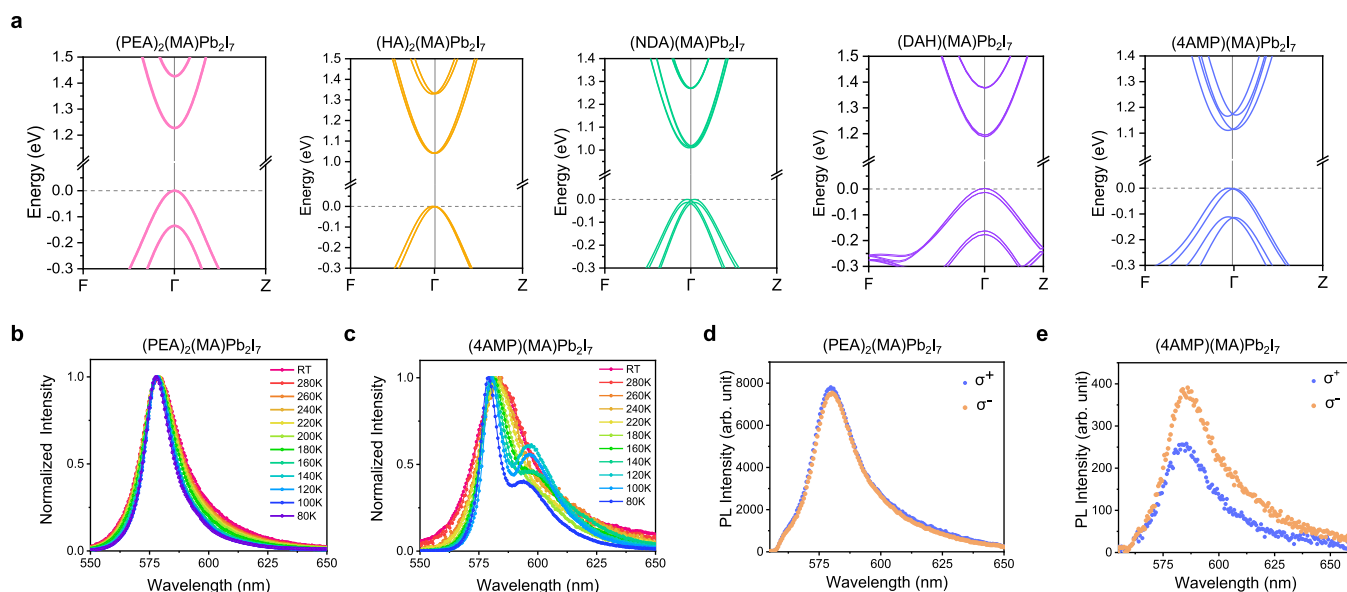 a
(PEA)₂(MA)Pb₂I₇
(HA)₂(MA)Pb₂I₇
(NDA)(MA)Pb₂I₇
(DAH)(MA)Pb₂I₇
(4AMP)(MA)Pb₂I₇
Energy (eV)
1.5
1.4
1.3
1.2
0.0
-0.1
-0.2
-0.3
F Γ Z
Energy (eV)
1.5
1.4
1.3
1.2
1.1
1.0
0.0
-0.1
-0.2
-0.3
F Γ Z
Energy (eV)
1.5
1.4
1.3
1.2
1.1
1.0
0.0
-0.1
-0.2
-0.3
F Γ Z
Energy (eV)
1.5
1.4
1.3
1.2
0.0
-0.1
-0.2
-0.3
F Γ Z
Energy (eV)
1.4
1.3
1.2
1.1
0.0
-0.1
-0.2
-0.3
F Γ Z
b
(PEA)₂(MA)Pb₂I₇
Normalized Intensity
1.0
0.5
0.0
RT
280K
260K
240K
220K
200K
180K
160K
140K
120K
100K
80K
550 575 600 625 650
Wavelength (nm)
c
(4AMP)(MA)Pb₂I₇
Normalized Intensity
1.0
0.5
0.0
RT
280K
260K
240K
220K
200K
180K
160K
140K
120K
100K
80K
550 575 600 625 650
Wavelength (nm)
d
(PEA)₂(MA)Pb₂I₇
PL Intensity (arb. unit)
8000
6000
4000
2000
0
σ+
σ-
575 600 625 650
Wavelength (nm)
e
(4AMP)(MA)Pb₂I₇
PL Intensity (arb. unit)
400
300
200
100
0
σ⁺
σ⁻
575 600 625 650
Wavelength (nm)